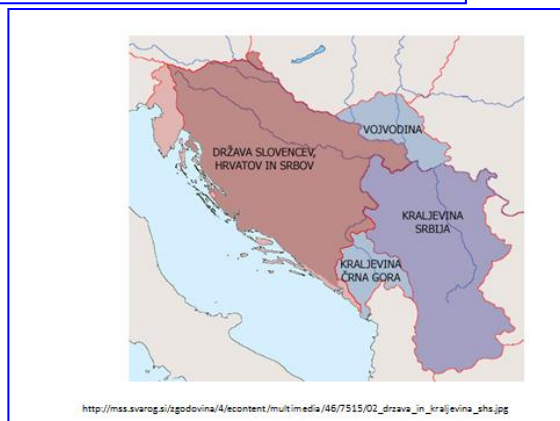 VOJVODINA
DRŽAVA SLOVENCEV,
HRVATOV IN SRBOV
KRALJEVINA
SRBIJA
KRALJEVINA
ČRNA GORA
http://mss.svarog.si/zgodovina/4/econtent/multimedia/46/7515/02_drzava_in_kraljevina_shs.jpg